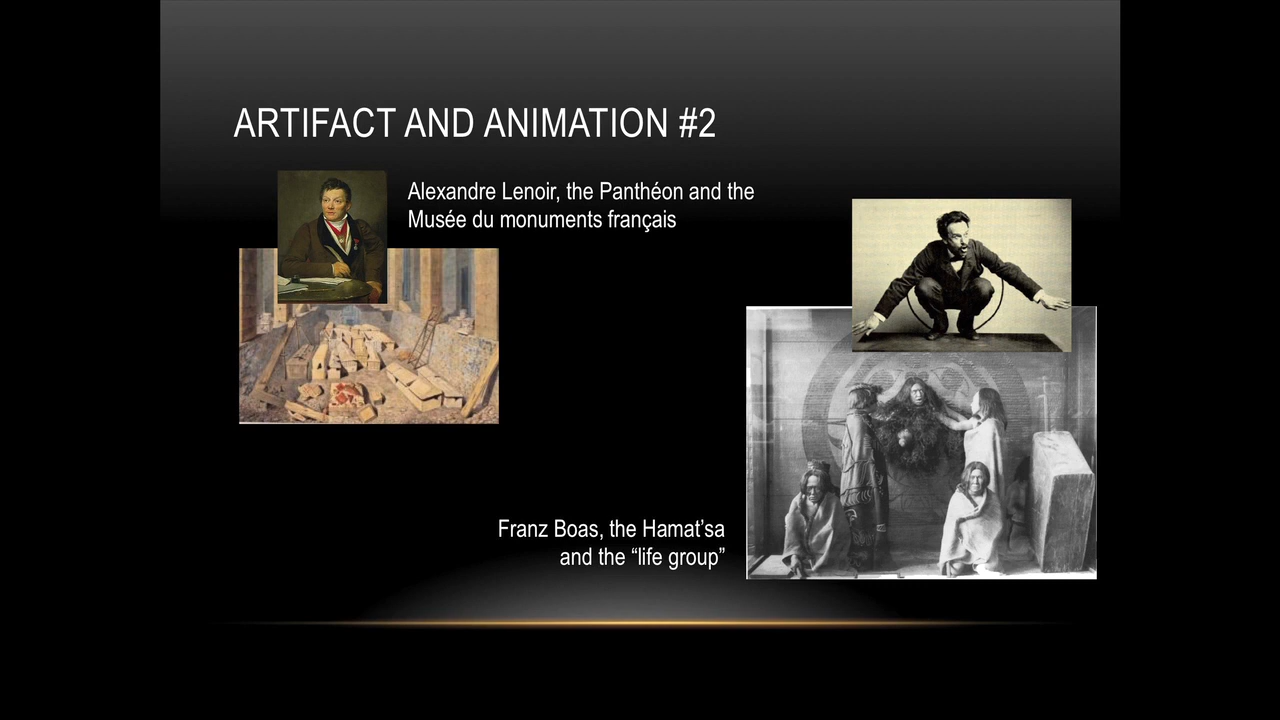 ARTIFACT AND ANIMATION #2
Alexandre Lenoir, the Panthéon and the
Musée du monuments français
Franz Boas, the Hamat’sa
and the “life group”